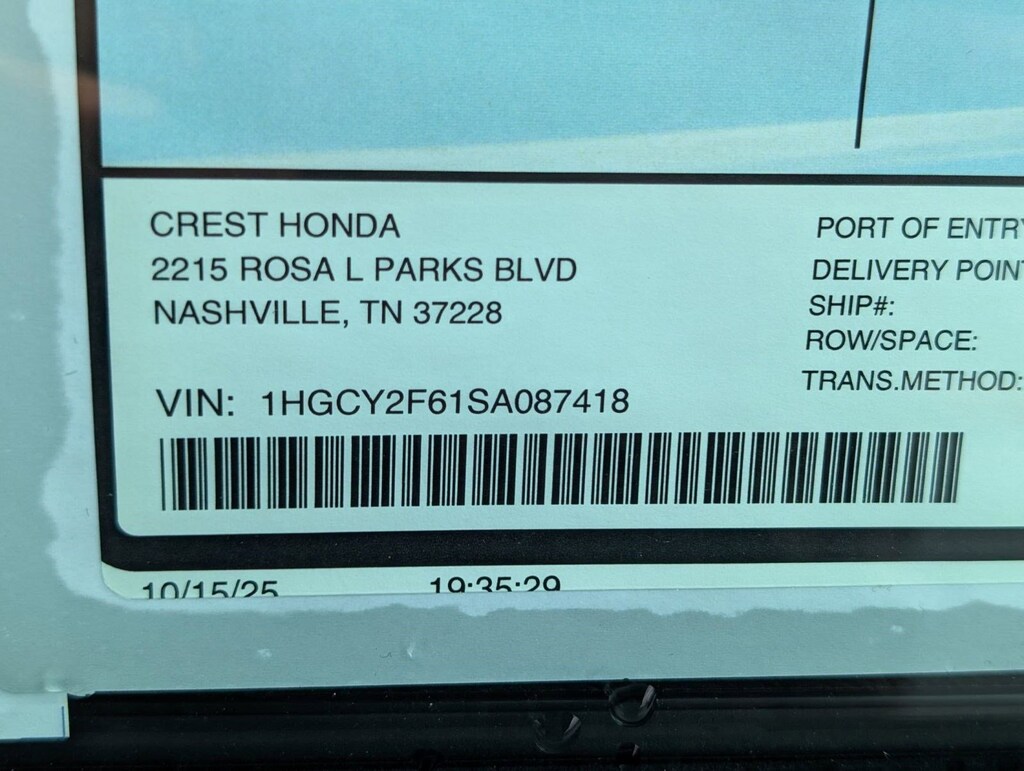 CREST HONDA
2215 ROSA L PARKS BLVD
NASHVILLE, TN 37228
VIN: 1HGCY2F61SA087418
PORT OF ENTRY
DELIVERY POINT
SHIP#:
ROW/SPACE:
TRANS.METHOD:
10/15/25 19:35:29